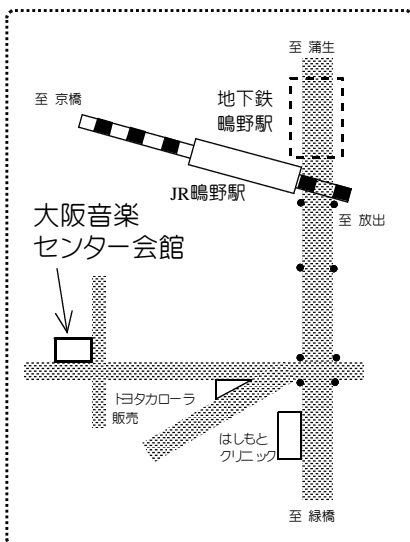 至 蒲生
地下鉄
鴫野駅
至 京橋
JR鴫野駅
至 放出
大阪音楽
センター会館
トヨタカローラ
販売
はしもと
クリニック
至 緑橋